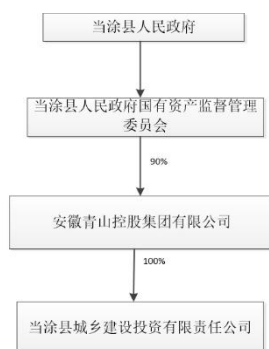 当涂县人民政府
当涂县人民政府国有资产监督管理
委员会
90%
安徽青山控股集团有限公司
100%
当涂县城乡建设投资有限责任公司